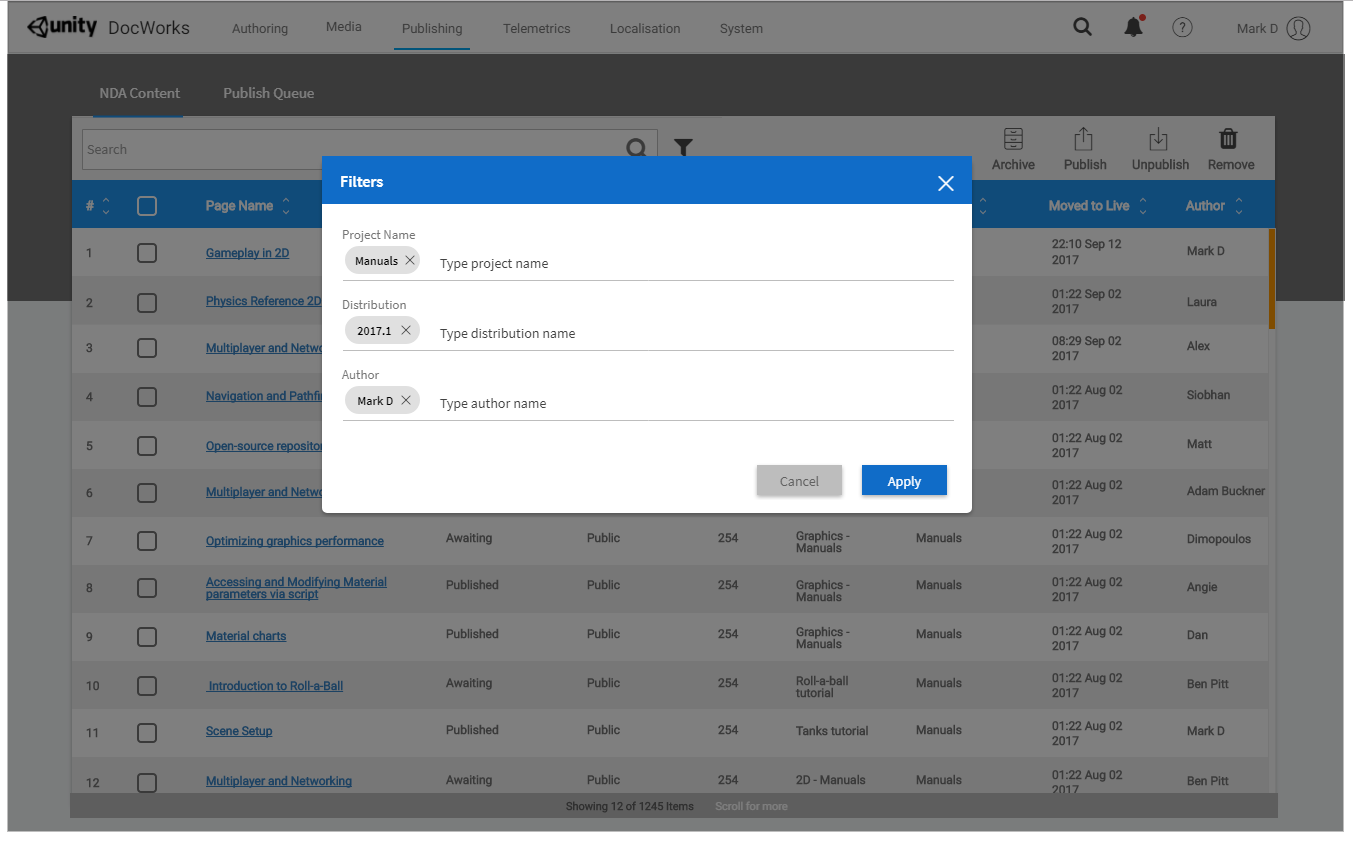 unity DocWorks Authoring Media Publishing Telemetrics Localisation System ? Mark D
NDA Content Publish Queue
Search
Archive Publish Unpublish Remove
# Page Name Moved to Live Author
Filters
Project Name
Manuals Type project name
Distribution
2017.1 Type distribution name
Author
Mark D Type author name
Cancel Apply
1 Gameplay in 2D 22:10 Sep 12
2017 Mark D
2 Physics Reference 2D 01:22 Sep 02
2017 Laura
3 Multiplayer and Netwo 08:29 Sep 02
2017 Alex
4 Navigation and Pathfi 01:22 Aug 02
2017 Siobhan
5 Open-source repositor 01:22 Aug 02
2017 Matt
6 Multiplayer and Netwo 01:22 Aug 02
2017 Adam Buckner
7 Optimizing graphics performance Awaiting Public 254 Graphics -
Manuals Manuals 01:22 Aug 02
2017 Dimopoulos
8 Accessing and Modifying Material
parameters via script Published Public 254 Graphics -
Manuals Manuals 01:22 Aug 02
2017 Angie
9 Material charts Published Public 254 Graphics -
Manuals Manuals 01:22 Aug 02
2017 Dan
10 Introduction to Roll-a-Ball Awaiting Public 254 Roll-a-ball
tutorial Manuals 01:22 Aug 02
2017 Ben Pitt
11 Scene Setup Published Public 254 Tanks tutorial Manuals 01:22 Aug 02
2017 Mark D
12 Multiplayer and Networking Awaiting Public 254 2D - Manuals Manuals 01:22 Aug 02
2017 Ben Pitt
Showing 12 of 1245 Items Scroll for more